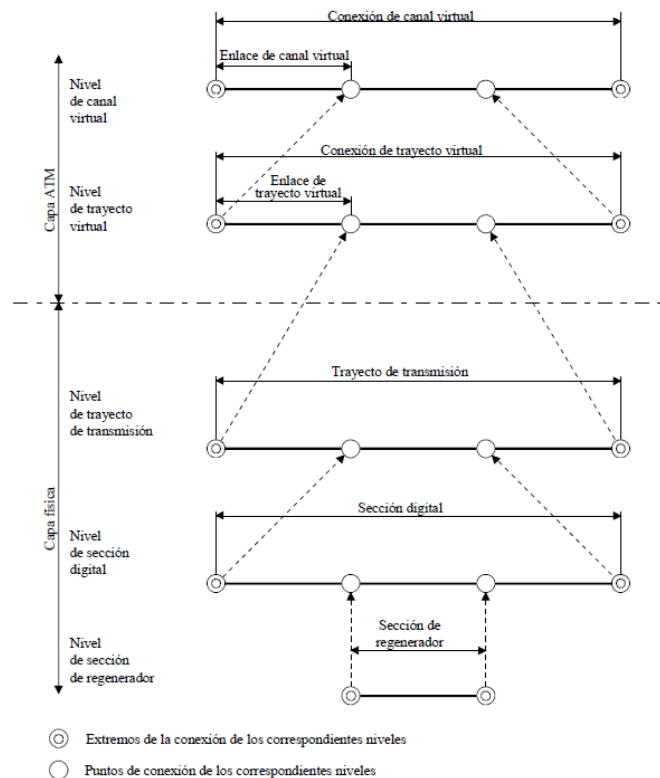 Conexión de canal virtual
Enlace de canal virtual
Nivel
de canal
virtual
Conexión de trayecto virtual
Enlace de
trayecto virtual
Nivel
de trayecto
virtual
Capa ATM
Trayecto de transmisión
Nivel
de trayecto
de transmisión
Sección digital
Capa física
Nivel
de sección
digital
Sección de
regenerador
Nivel
de sección
de regenerador
Extremos de la conexión de los correspondientes niveles
Puntos de conexión de los correspondientes niveles